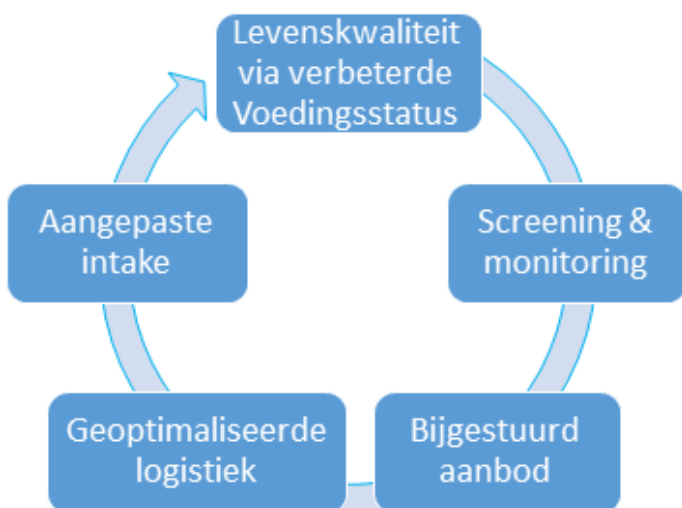 Levenskwaliteit
via verbeterde
Voedingsstatus
Screening &
monitoring
Bijgestuurd
aanbod
Geoptimaliseerde
logistiek
Aangepaste
intake